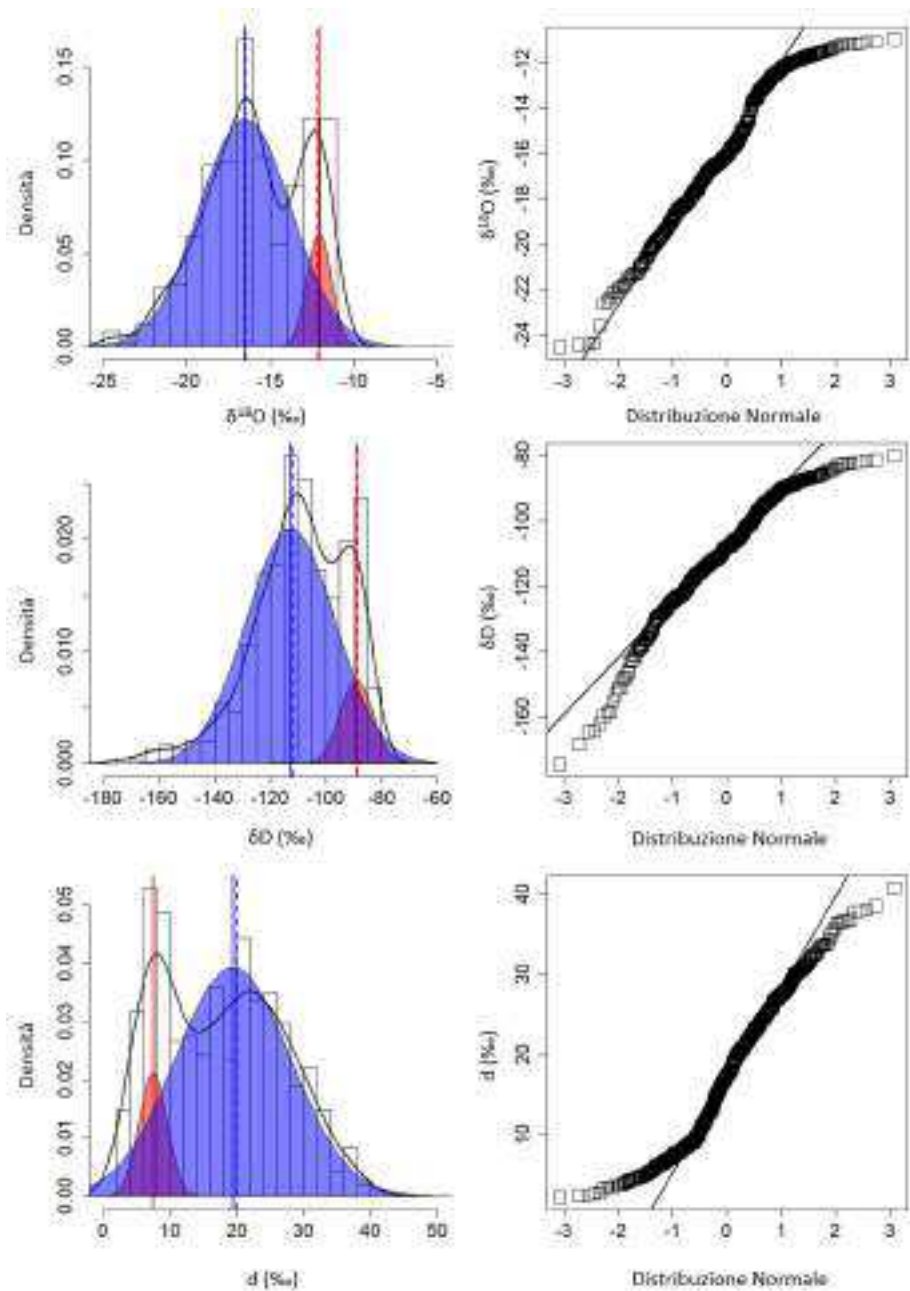 0.15
0.10
0.05
0.00
Densità
-25 -20 -15 -10 -5
δ¹⁸O (‰)
-12
-14
-16
-18
-20
-22
-24
δ¹⁸O (‰)
-3 -2 -1 0 1 2 3
Distribuzione Normale
0.020
0.010
0.000
Densità
-180 -160 -140 -120 -100 -80 -60
δD (‰)
-80
-100
-120
-140
-160
δD (‰)
-3 -2 -1 0 1 2 3
Distribuzione Normale
0.05
0.04
0.03
0.02
0.01
0.00
Densità
0 10 20 30 40 50
d (‰)
40
30
20
10
d (‰)
-3 -2 -1 0 1 2 3
Distribuzione Normale